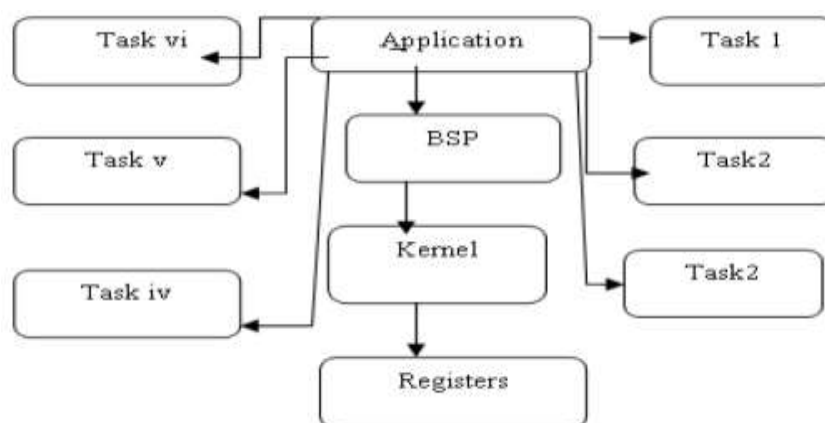 Task vi
Application
Task 1
BSP
Task v
Task2
Kernel
Task iv
Task2
Registers